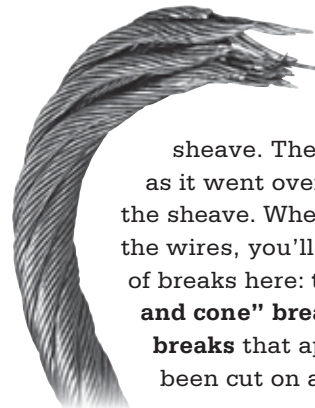 sheave. The
as it went over
the sheave. Whe
the wires, you’ll
of breaks here: t
and cone” brea
breaks that ap
been cut on a